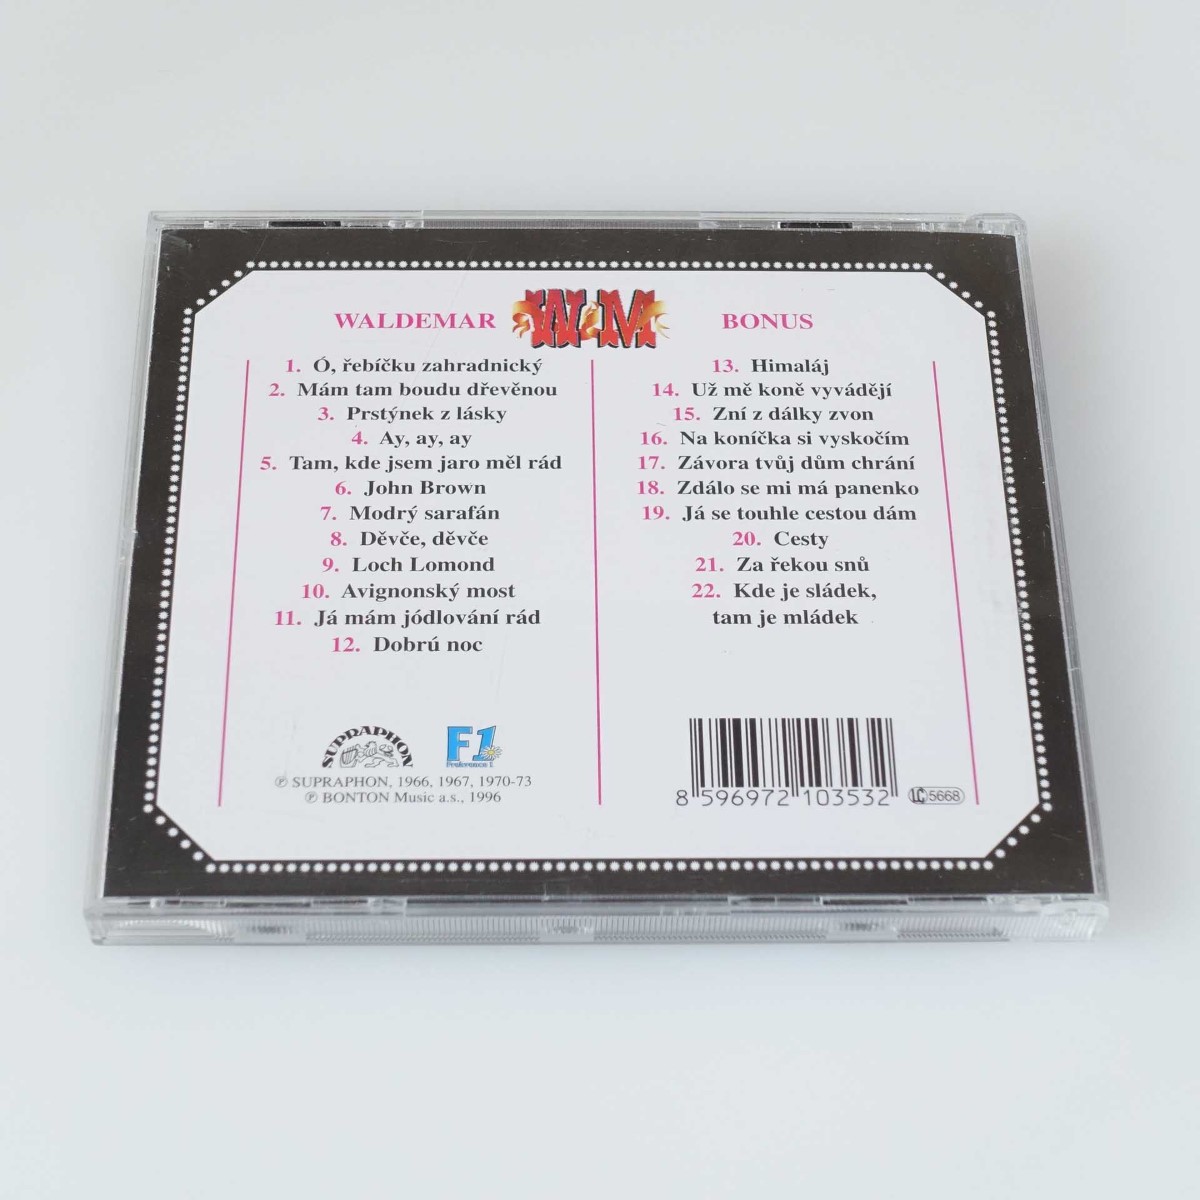 WALDEMAR
WM
BONUS
1. Ó, řebíčku zahradnický
2. Mám tam boudu dřevěnou
3. Prstýnek z lásky
4. Ay, ay, ay
5. Tam, kde jsem jaro měl rád
6. John Brown
7. Modrý sarafán
8. Děvče, děvče
9. Loch Lomond
10. Avignonský most
11. Já mám jódlování rád
12. Dobrú noc
13. Himaláj
14. Už mě koně vyvádějí
15. Zní z dálky zvon
16. Na koníčka si vyskočím
17. Závora tvůj dům chrání
18. Zdálo se mi má panenko
19. Já se touhle cestou dám
20. Cesty
21. Za řekou snů
22. Kde je sládek,
tam je mládek
SUPRAPHON
F1
℗ SUPRAPHON, 1966, 1967, 1970-73
℗ BONTON Music a.s., 1996
8 596972 103532
LC 5668